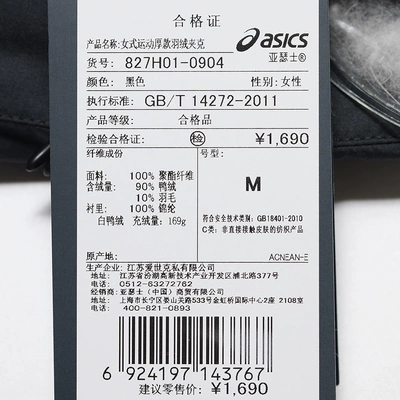 合格证
产品名称:女式运动厚款羽绒夹克
asics
亚瑟士®
货号: 827H01-0904
颜色: 黑色 性别:女性
执行标准: GB/T 14272-2011
产品等级: 合格品
检验合格证: 检 ¥1,690
纤维成份 号型:
面料: 100% 聚酯纤维
含绒量: 90% 鸭绒
10% 羽毛
衬里: 100% 锦纶
白鸭绒 充绒量: 169g
M
符合安全技术类别: GB18401-2010
C类: 非直接接触皮肤的纺织产品
原产地: ACNEAN-E
生产企业: 江苏爱世克私有限公司
地址: 江苏省汾湖高新技术产业开发区浦北路377号
电话: 0512-63272762
经销商: 亚瑟士(中国)商贸有限公司
地址: 上海市长宁区娄山关路533号金虹桥国际中心2座 2108室
电话: 400-821-0893
6 924197 143767
建议零售价: ¥1,690